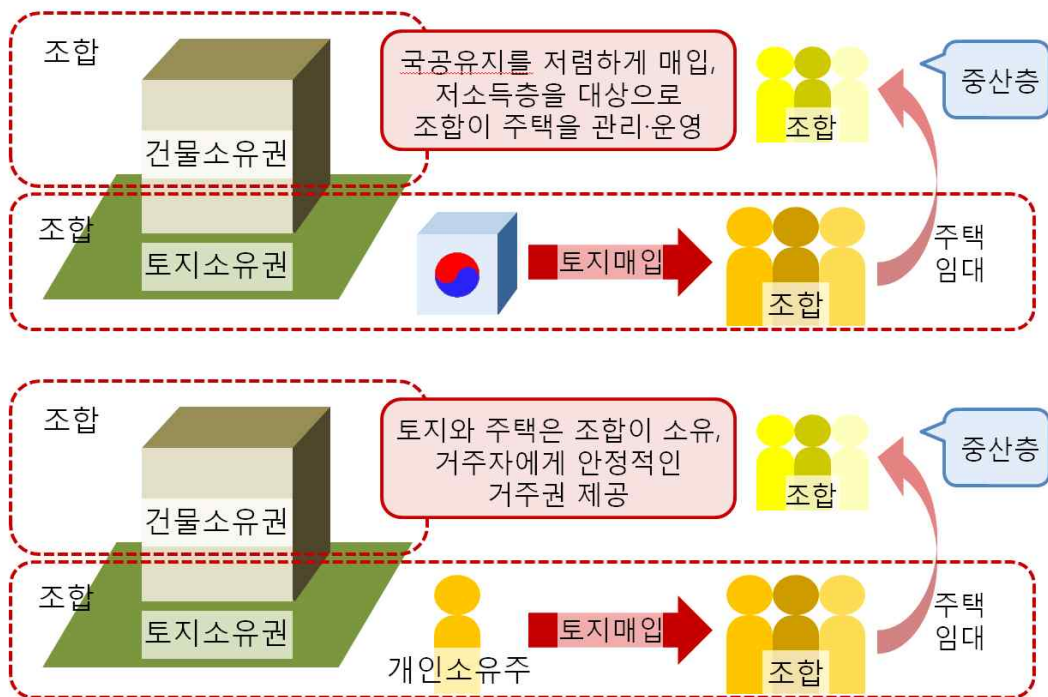 조합
건물소유권
국공유지를 저렴하게 매입,
저소득층을 대상으로
조합이 주택을 관리·운영
조합
중산층
조합
토지소유권
토지매입
조합
주택
임대
조합
건물소유권
토지와 주택은 조합이 소유,
거주자에게 안정적인
거주권 제공
조합
중산층
조합
토지소유권
개인소유주
토지매입
조합
주택
임대